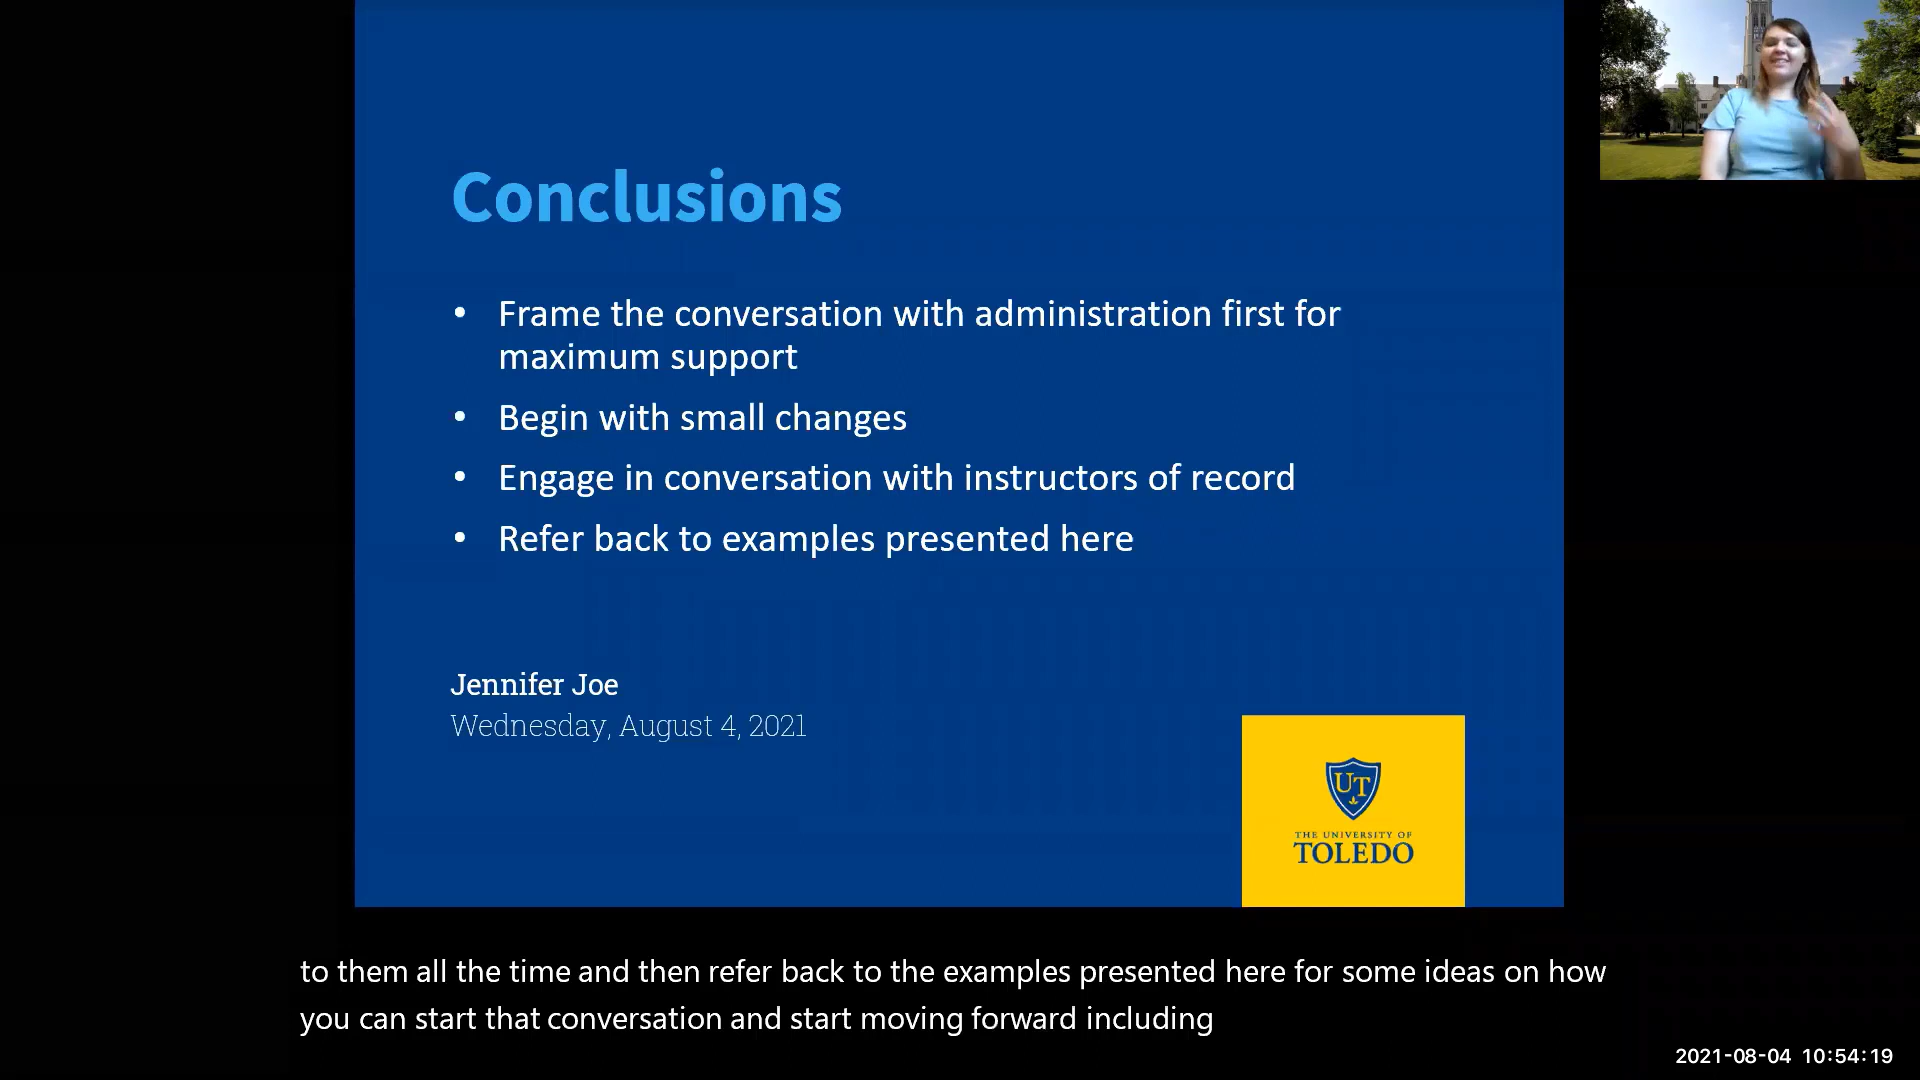 Conclusions
• Frame the conversation with administration first for
maximum support
• Begin with small changes
• Engage in conversation with instructors of record
• Refer back to examples presented here
Jennifer Joe
Wednesday, August 4, 2021
UT
THE UNIVERSITY OF
TOLEDO
to them all the time and then refer back to the examples presented here for some ideas on how
you can start that conversation and start moving forward including
2021-08-04 10:54:19